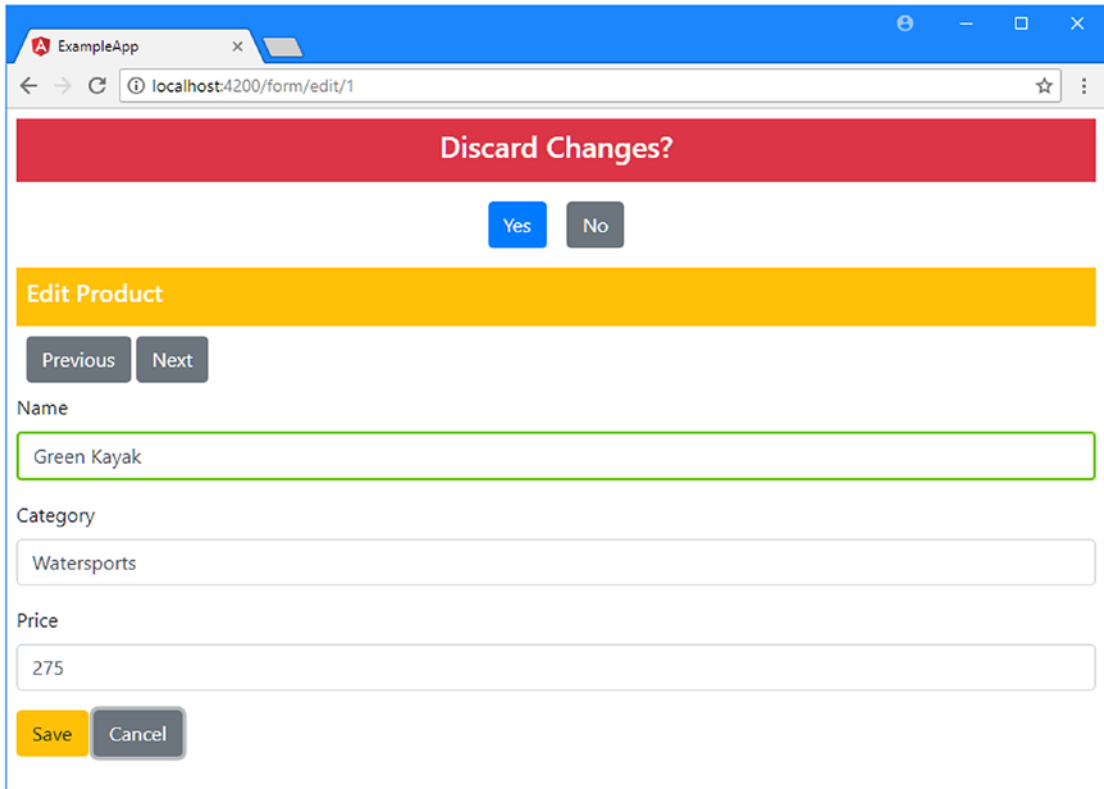 ExampleApp
localhost:4200/form/edit/1
Discard Changes?
Yes No
Edit Product
Previous Next
Name
Green Kayak
Category
Watersports
Price
275
Save Cancel